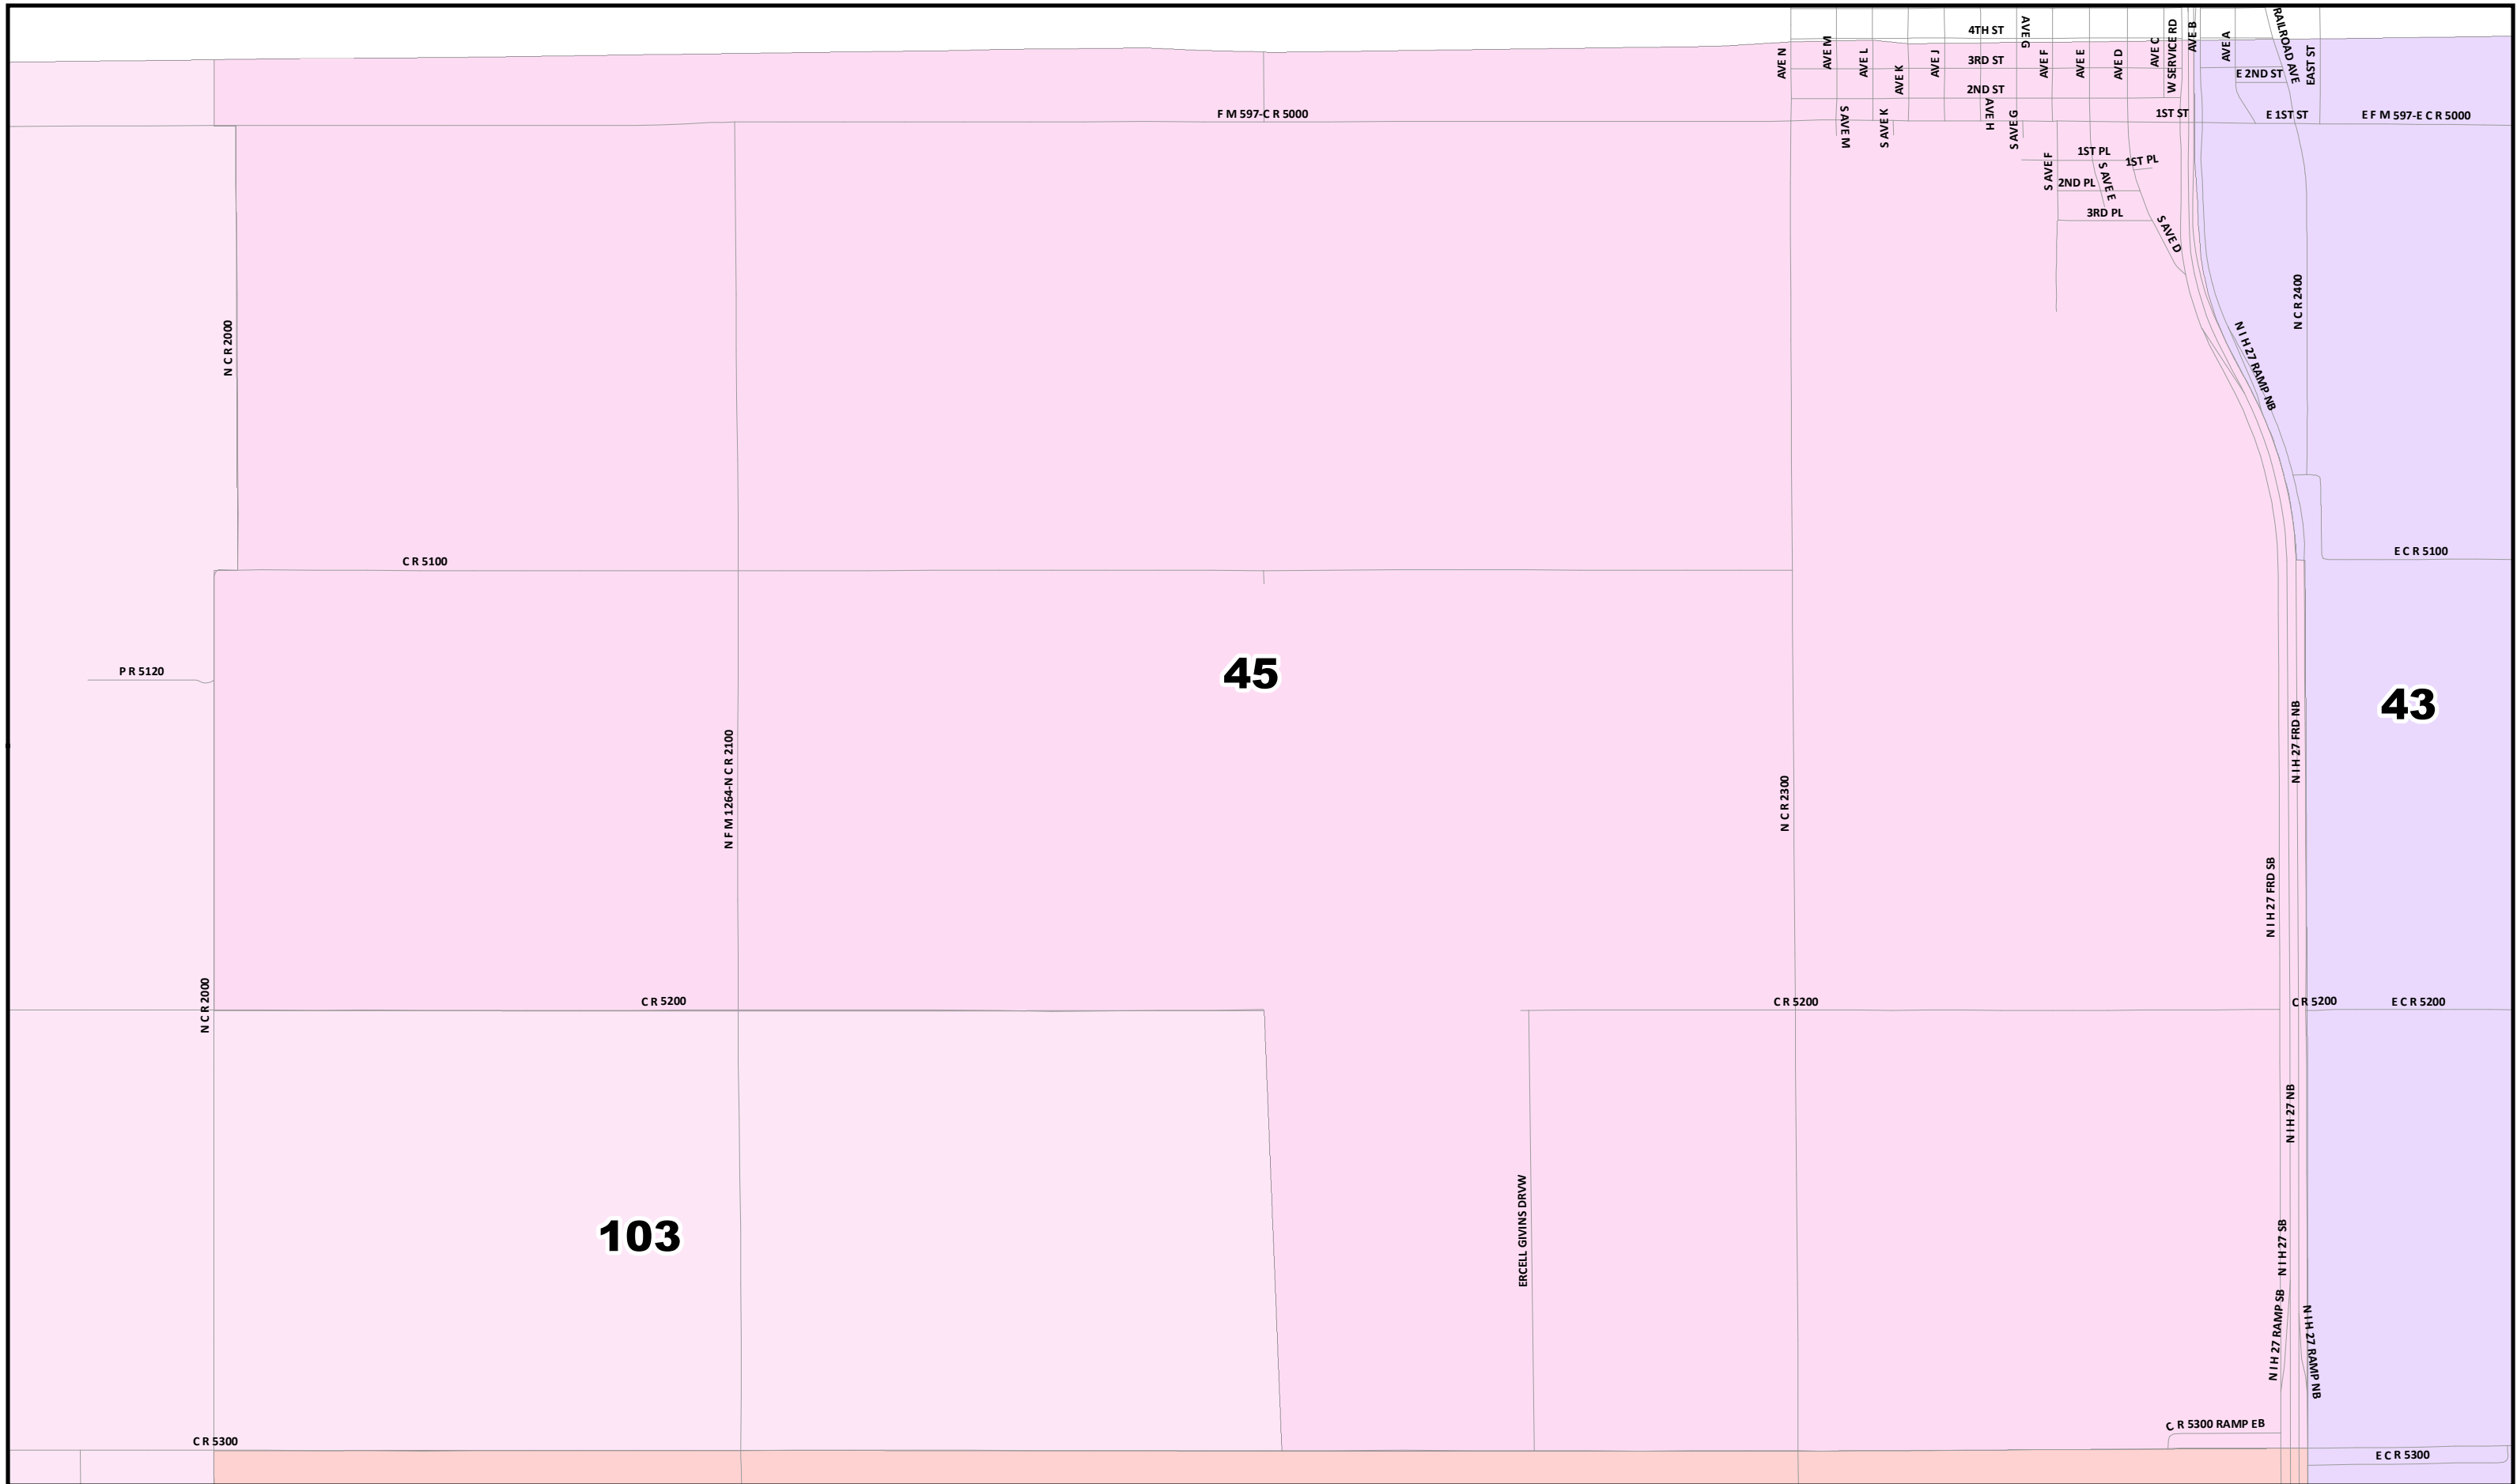 4TH ST
AVE G
AVE C
W SERVICE RD
AVE B
AVE A
RAILROAD AVE
EAST ST
AVE N
AVE M
AVE L
AVE K
AVE J
3RD ST
AVE F
AVE E
AVE D
E 2ND ST
2ND ST
F M 597-C R 5000
S AVE M
S AVE K
AVE H
S AVE G
1ST ST
E 1ST ST
E F M 597-E C R 5000
1ST PL
1ST PL
S AVE F
2ND PL
S AVE E
3RD PL
S AVE D
N C R 2400
N C R 2000
N I H 27 RAMP NB
C R 5100
E C R 5100
P R 5120
45
43
N F M 1264-N C R 2100
N C R 2300
N I H 27 FRD NB
N I H 27 FRD SB
N C R 2000
C R 5200
C R 5200
C R 5200
E C R 5200
N I H 27 NB
103
ERCELL GIVINS DRVW
N I H 27 SB
N I H 27 RAMP SB
N I H 27 RAMP NB
C R 5300 RAMP EB
C R 5300
E C R 5300